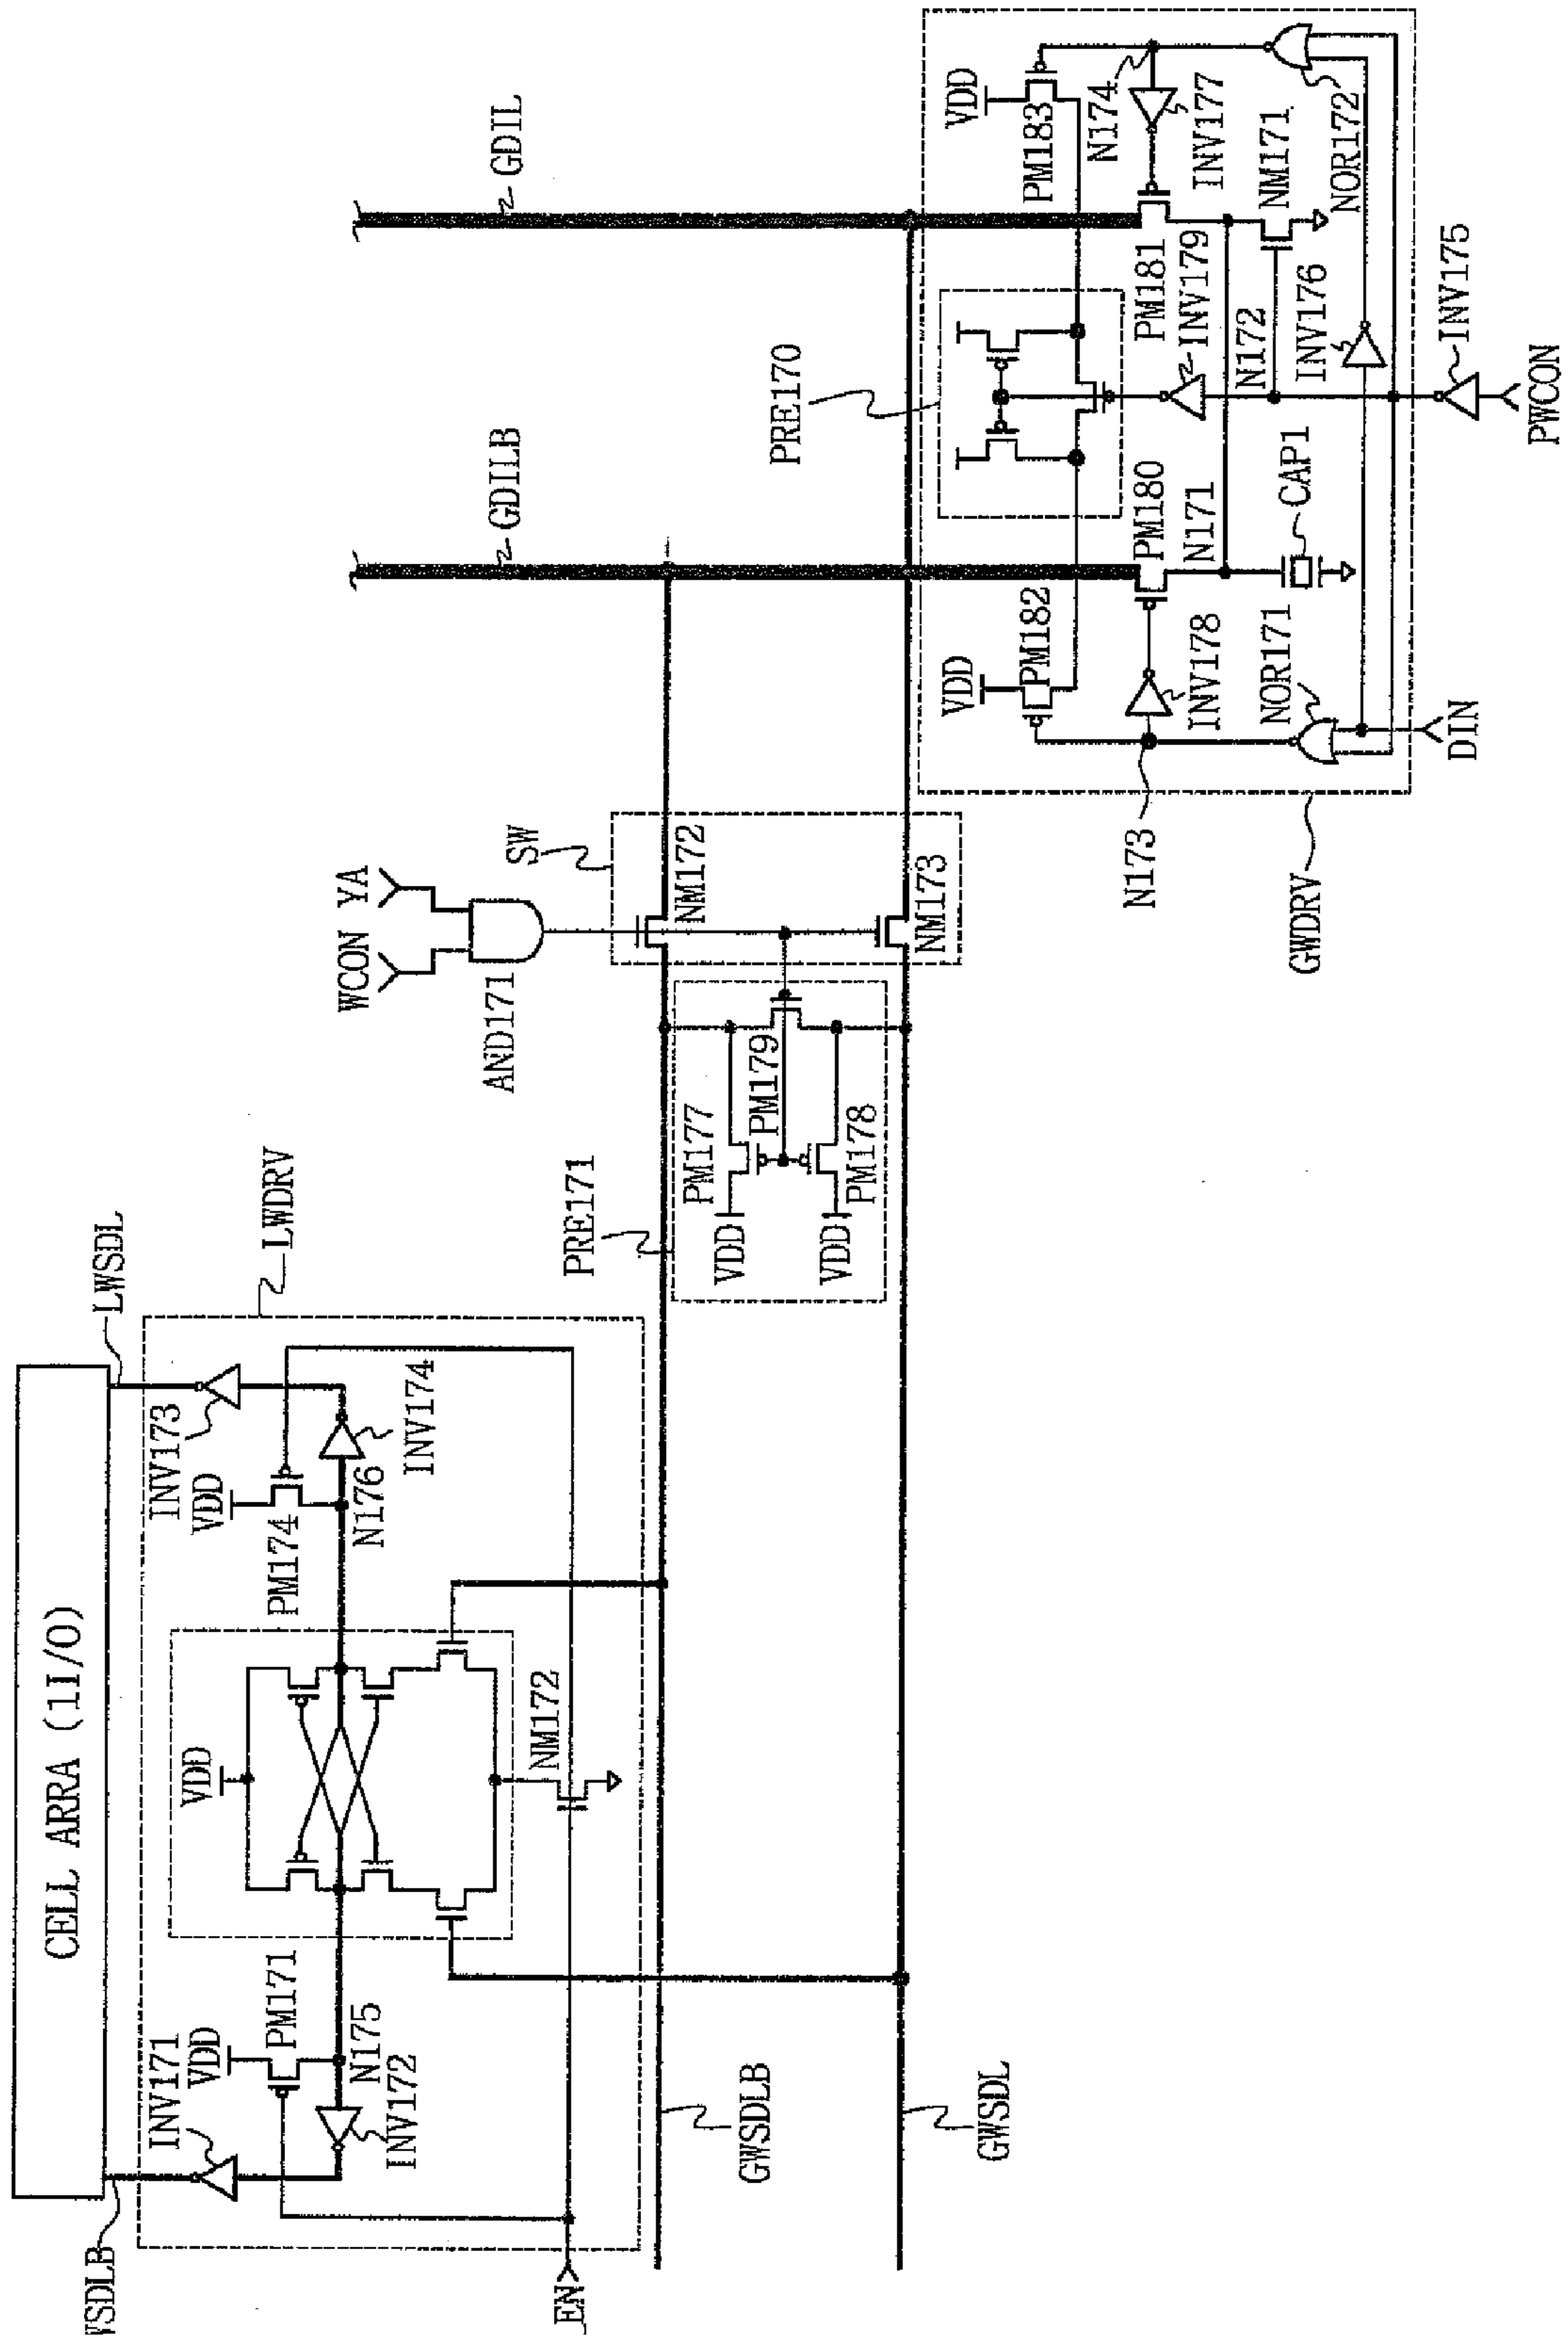 CELL ARRA (1I/O)
VSDLB
LWSDL
LWDRV
INV171
VDD
PM171
N175
INV172
VDD
NM172
INV173
VDD
PM174
N176
INV174
EN
GWSDLB
GWSDL
PRE171
PM177
PM179
VDD
VDD
PM178
WCON
YA
AND171
SW
NM172
NM173
GDILB
GDIL
PRE170
VDD
PM182
VDD
PM183
N174
INV177
PM180
PM181
INV179
N171
N172
NM171
INV178
CAP1
INV176
NOR171
NOR172
N173
GWDRV
DIN
PWCON
INV175